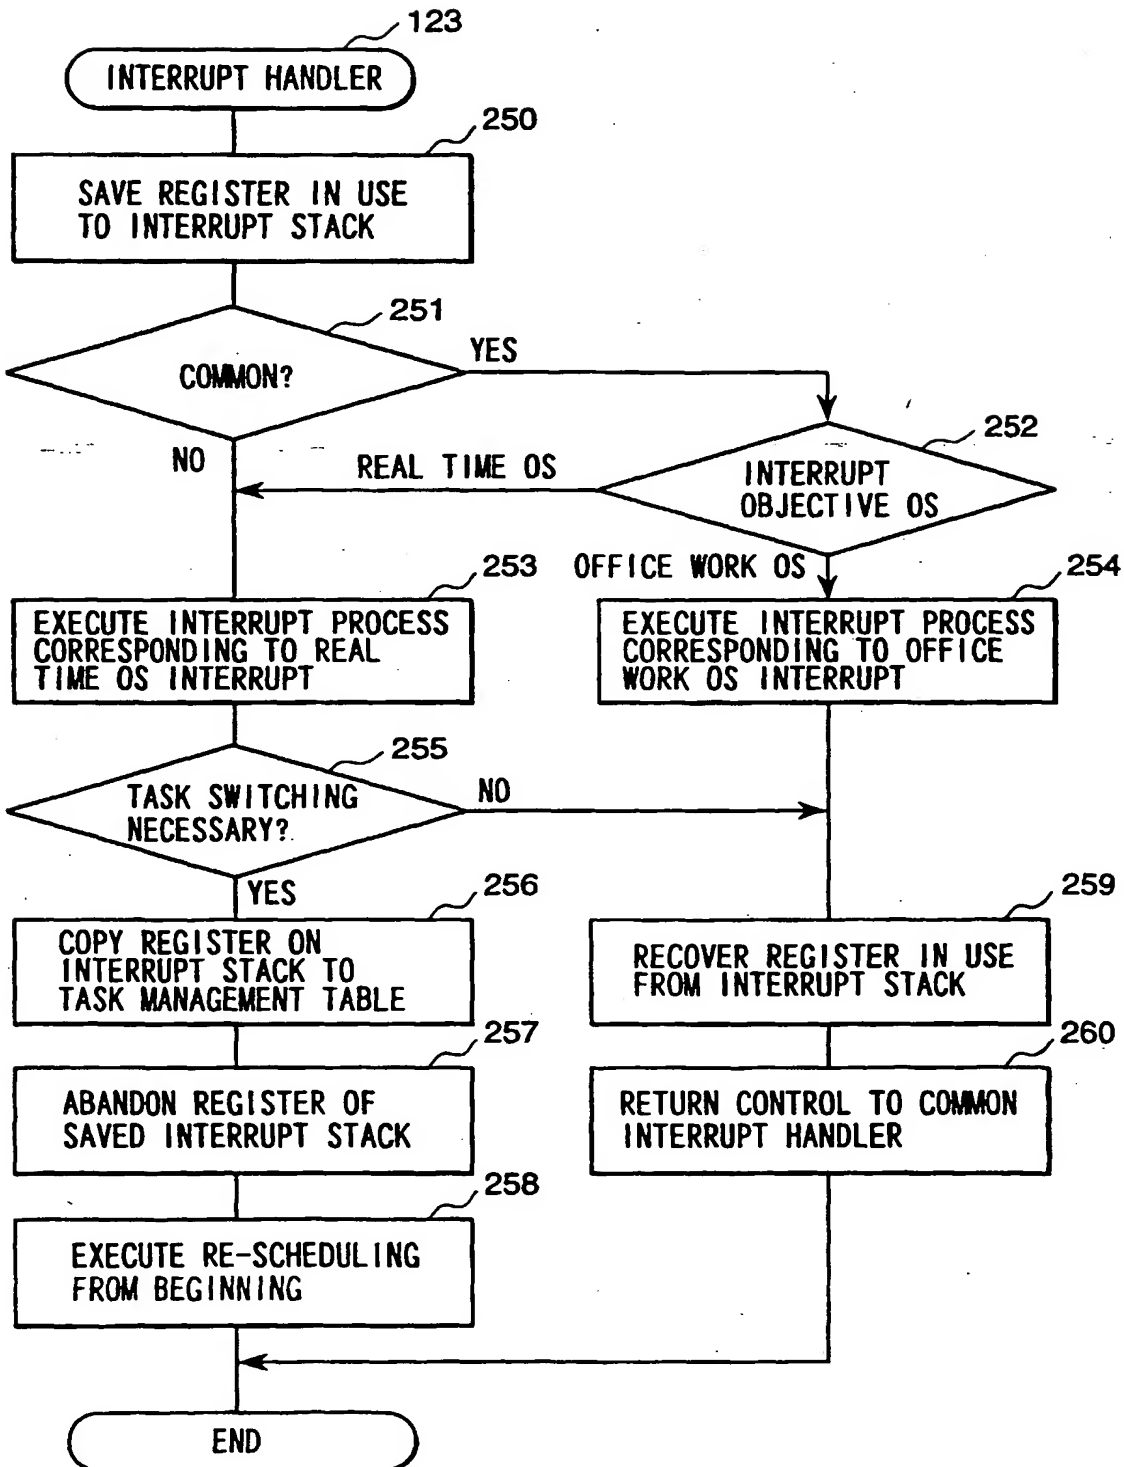 123
INTERRUPT HANDLER
250
SAVE REGISTER IN USE
TO INTERRUPT STACK
251
COMMON?
YES
NO
252
INTERRUPT
OBJECTIVE OS
REAL TIME OS
OFFICE WORK OS
253
EXECUTE INTERRUPT PROCESS
CORRESPONDING TO REAL
TIME OS INTERRUPT
254
EXECUTE INTERRUPT PROCESS
CORRESPONDING TO OFFICE
WORK OS INTERRUPT
255
TASK SWITCHING
NECESSARY?
NO
YES
256
COPY REGISTER ON
INTERRUPT STACK TO
TASK MANAGEMENT TABLE
259
RECOVER REGISTER IN USE
FROM INTERRUPT STACK
257
ABANDON REGISTER OF
SAVED INTERRUPT STACK
260
RETURN CONTROL TO COMMON
INTERRUPT HANDLER
258
EXECUTE RE-SCHEDULING
FROM BEGINNING
END